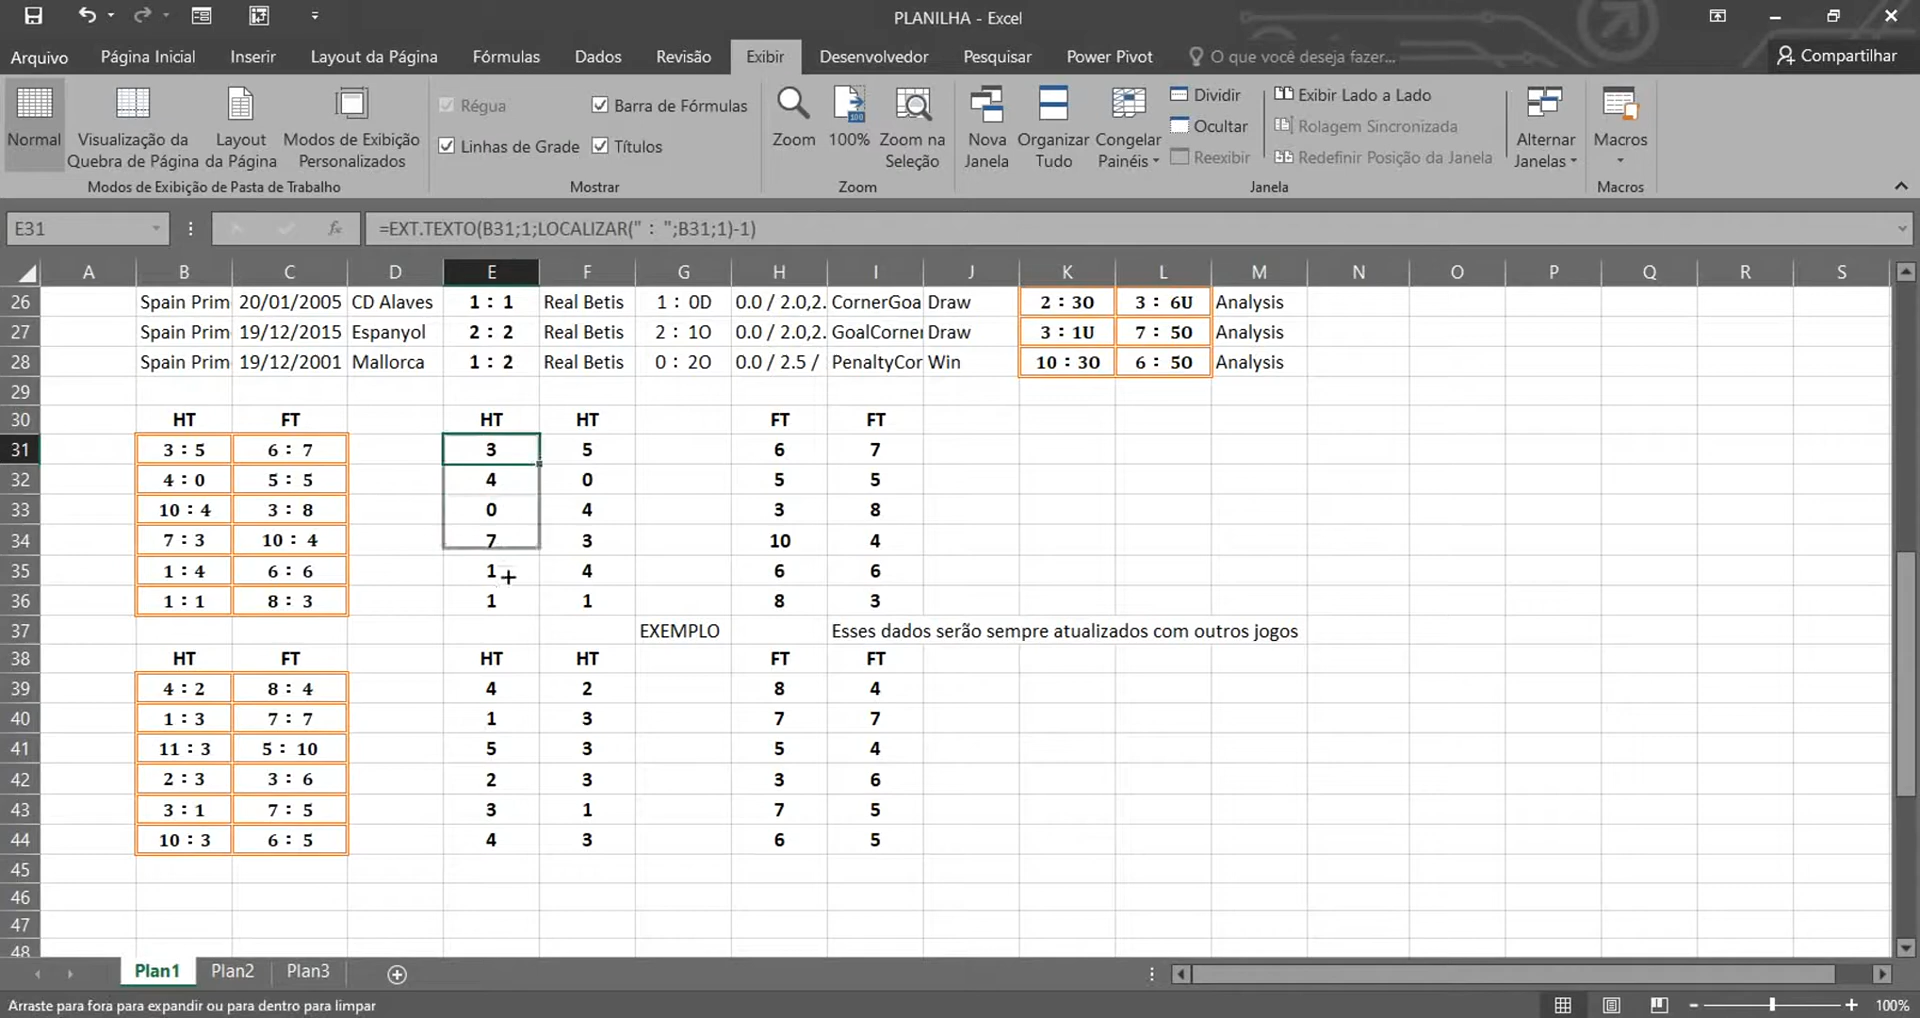 PLANILHA - Excel
Arquivo Página Inicial Inserir Layout da Página Fórmulas Dados Revisão Exibir Desenvolvedor Pesquisar Power Pivot O que você deseja fazer... Compartilhar
Normal
Visualização da Quebra de Página
Layout da Página
Modos de Exibição Personalizados
Modos de Exibição de Pasta de Trabalho
Régua
Barra de Fórmulas
Linhas de Grade
Títulos
Mostrar
Zoom
100%
Zoom na Seleção
Zoom
Nova Janela
Organizar Tudo
Congelar Painéis
Dividir
Ocultar
Reexibir
Exibir Lado a Lado
Rolagem Sincronizada
Redefinir Posição da Janela
Janela
Alternar Janelas
Macros
Macros
E31 fx =EXT.TEXTO(B31;1;LOCALIZAR(" : ";B31;1)-1)
A B C D E F G H I J K L M N O P Q R S
26 Spain Prim 20/01/2005 CD Alaves 1 : 1 Real Betis 1 : 0D 0.0 / 2.0,2. CornerGoa Draw 2 : 3O 3 : 6U Analysis
27 Spain Prim 19/12/2015 Espanyol 2 : 2 Real Betis 2 : 1O 0.0 / 2.0,2. GoalCorner Draw 3 : 1U 7 : 5O Analysis
28 Spain Prim 19/12/2001 Mallorca 1 : 2 Real Betis 0 : 2O 0.0 / 2.5 / PenaltyCor Win 10 : 3O 6 : 5O Analysis
29
30 HT FT HT HT FT FT
31 3 : 5 6 : 7 3 5 6 7
32 4 : 0 5 : 5 4 0 5 5
33 10 : 4 3 : 8 0 4 3 8
34 7 : 3 10 : 4 7 3 10 4
35 1 : 4 6 : 6 1 4 6 6
36 1 : 1 8 : 3 1 1 8 3
37 EXEMPLO Esses dados serão sempre atualizados com outros jogos
38 HT FT HT HT FT FT
39 4 : 2 8 : 4 4 2 8 4
40 1 : 3 7 : 7 1 3 7 7
41 11 : 3 5 : 10 5 3 5 4
42 2 : 3 3 : 6 2 3 3 6
43 3 : 1 7 : 5 3 1 7 5
44 10 : 3 6 : 5 4 3 6 5
45
46
47
48
Plan1 Plan2 Plan3
Arraste para fora para expandir ou para dentro para limpar 100%